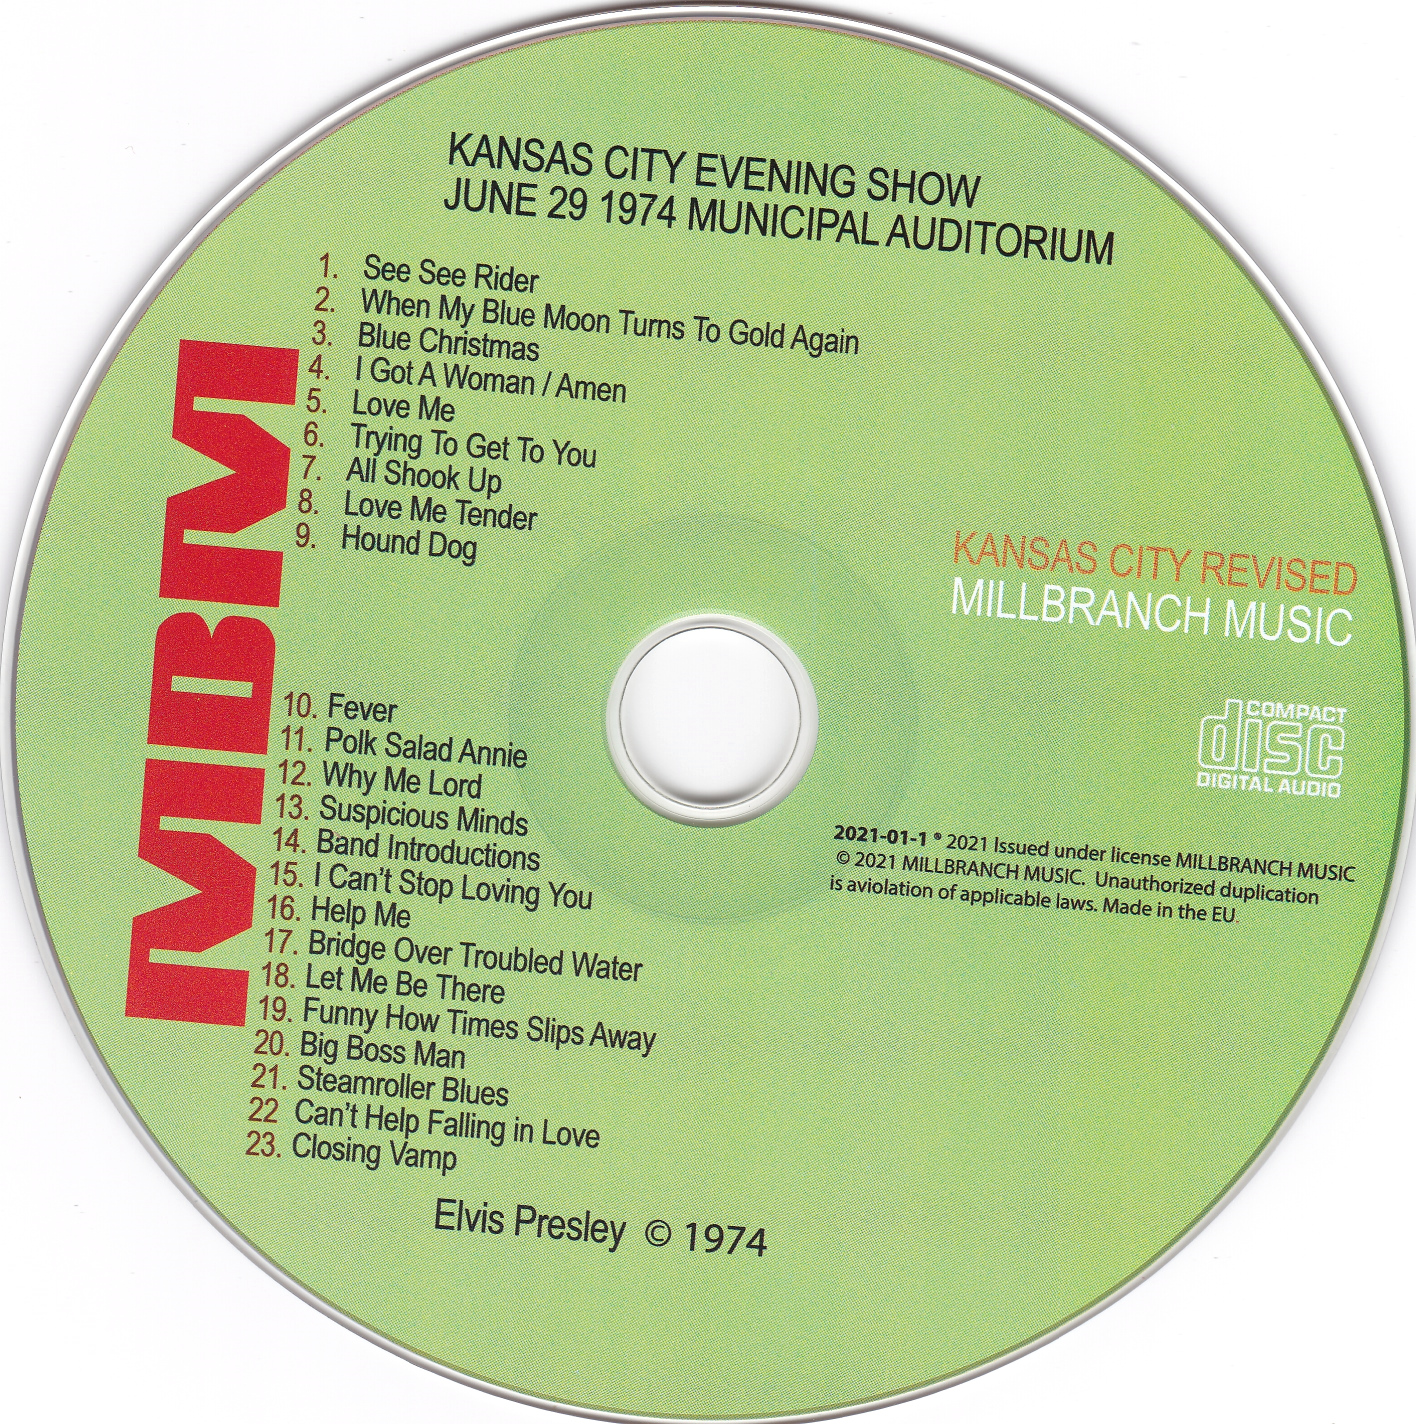 KANSAS CITY EVENING SHOW
JUNE 29 1974 MUNICIPAL AUDITORIUM
1. See See Rider
2. When My Blue Moon Turns To Gold Again
3. Blue Christmas
4. I Got A Woman / Amen
5. Love Me
6. Trying To Get To You
7. All Shook Up
8. Love Me Tender
9. Hound Dog
MBM
KANSAS CITY REVISED
MILLBRANCH MUSIC
10. Fever
11. Polk Salad Annie
12. Why Me Lord
13. Suspicious Minds
14. Band Introductions
15. I Can't Stop Loving You
16. Help Me
17. Bridge Over Troubled Water
18. Let Me Be There
19. Funny How Times Slips Away
20. Big Boss Man
21. Steamroller Blues
22 Can't Help Falling in Love
23. Closing Vamp
COMPACT
disc
DIGITAL AUDIO
2021-01-1 ® 2021 Issued under license MILLBRANCH MUSIC
© 2021 MILLBRANCH MUSIC. Unauthorized duplication
is aviolation of applicable laws. Made in the EU.
Elvis Presley © 1974